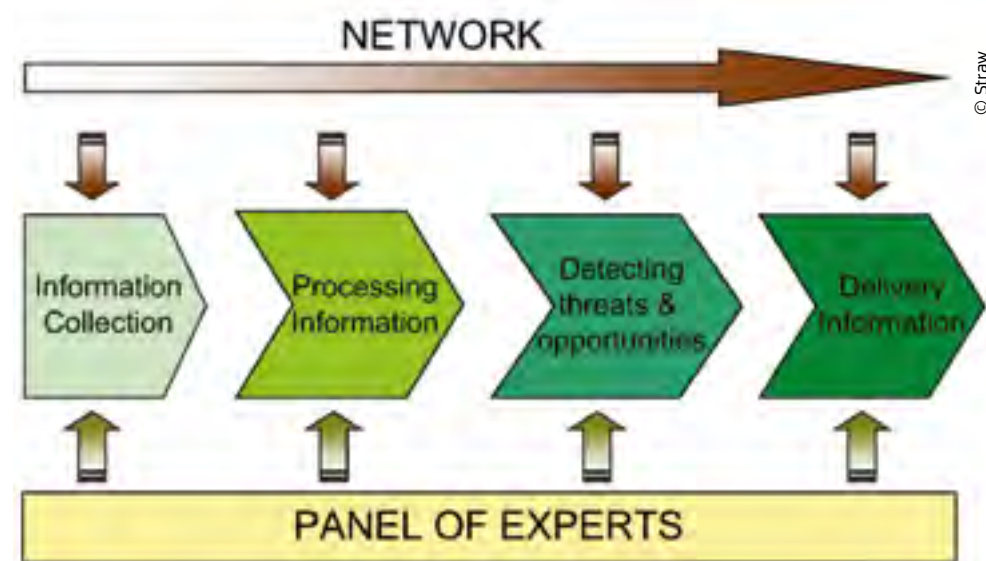 NETWORK
© Straw
Information
Collection
Processing
Information
Detecting
threats &
opportunities
Delivery
Information
PANEL OF EXPERTS